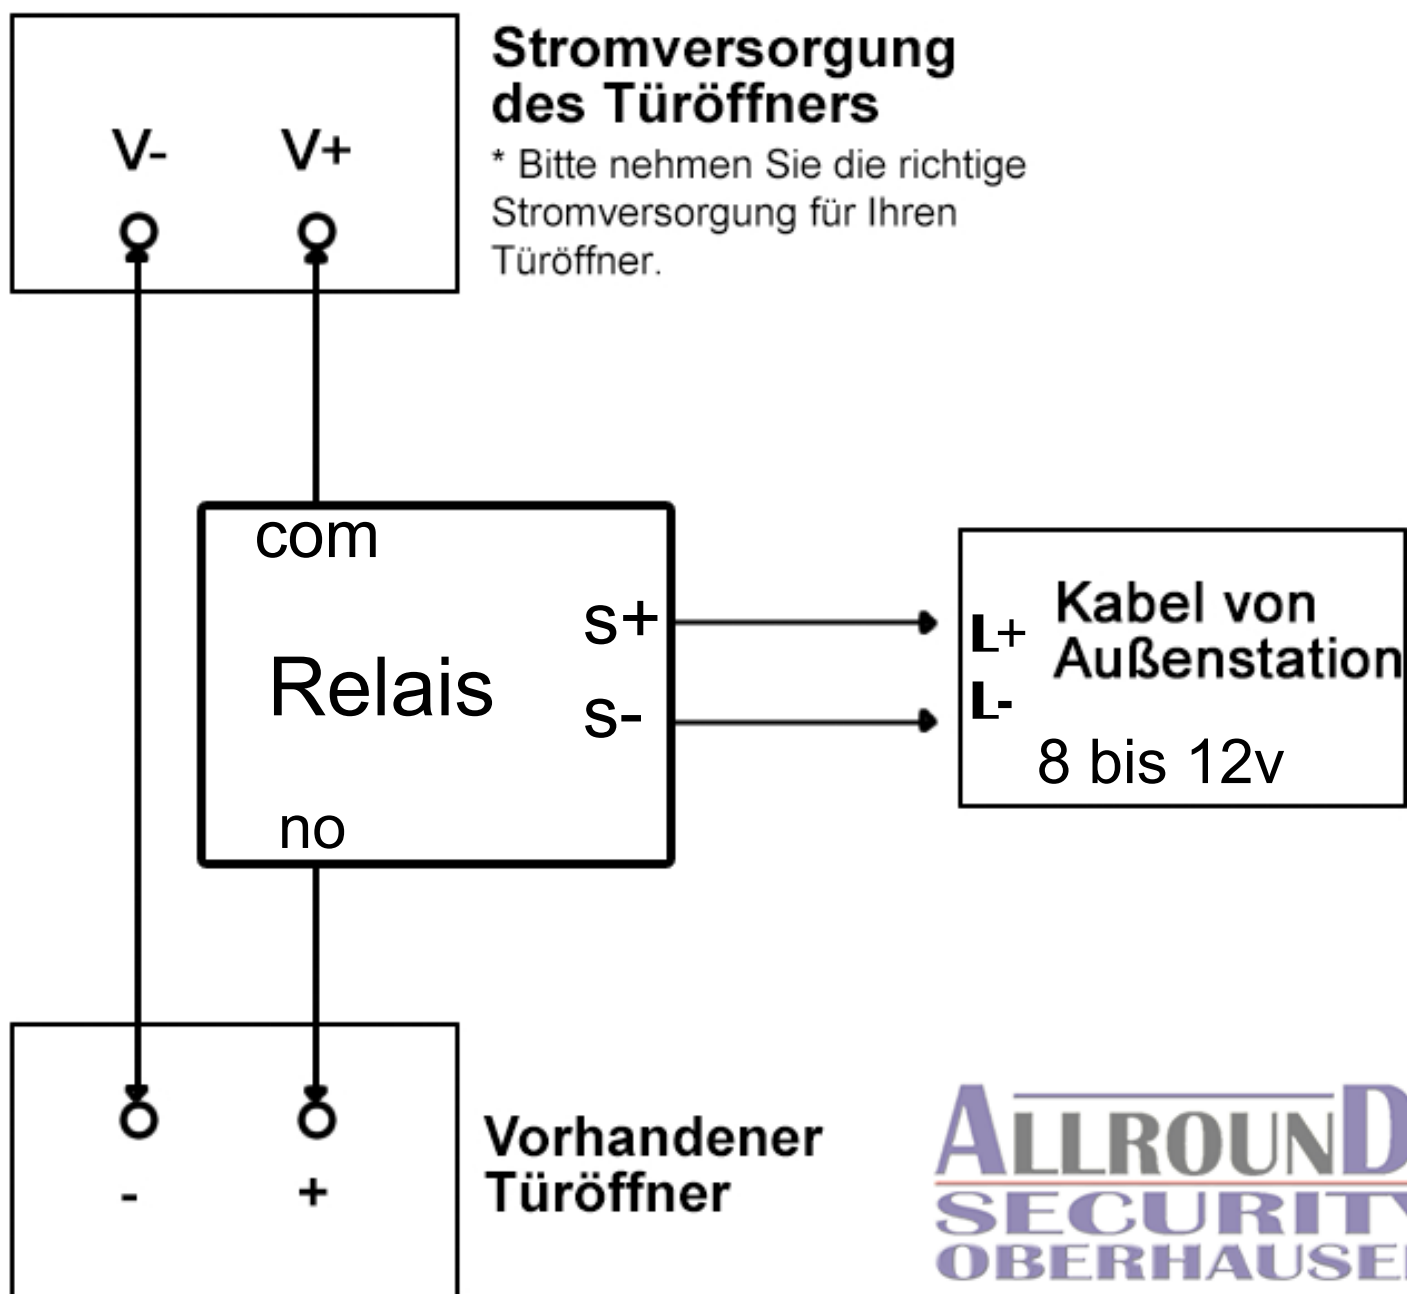 Stromversorgung
des Türöffners
* Bitte nehmen Sie die richtige
Stromversorgung für Ihren
Türöffner.
V- V+
com
s+
Relais
s-
no
L+
L-
Kabel von
Außenstation
8 bis 12v
- +
Vorhandener
Türöffner
ALLROUND
SECURITY
OBERHAUSE